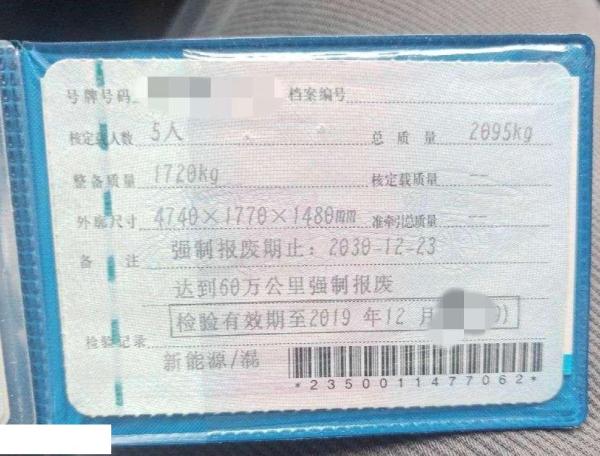 号牌号码 档案编号
核定载人数 5人 总质量 2095kg
整备质量 1720kg 核定载质量 --
外廓尺寸 4740×1770×1480mm 准牵引总质量 --
备注 强制报废期止：2030-12-23
达到60万公里强制报废
检验有效期至2019 年12 月
检验记录
新能源/混
*2350011477062*